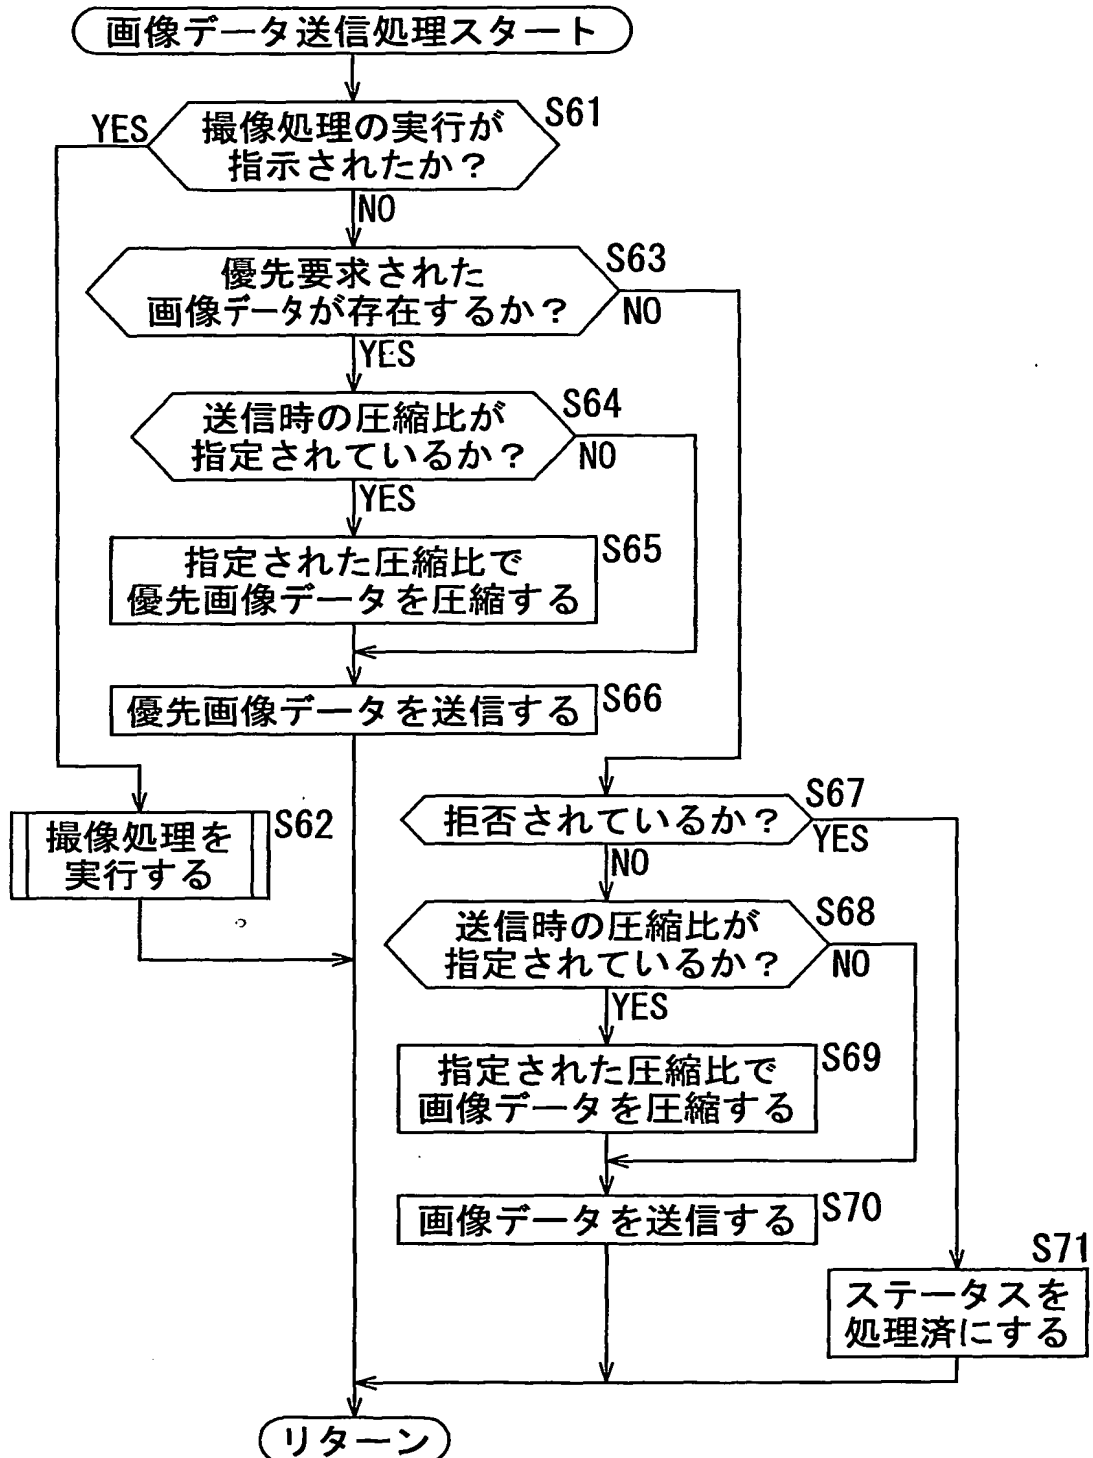 画像データ送信処理スタート
S61
YES
撮像処理の実行が
指示されたか？
NO
S63
優先要求された
画像データが存在するか？
NO
YES
S64
送信時の圧縮比が
指定されているか？
NO
YES
S65
指定された圧縮比で
優先画像データを圧縮する
S66
優先画像データを送信する
S62
撮像処理を
実行する
S67
拒否されているか？
YES
NO
S68
送信時の圧縮比が
指定されているか？
NO
YES
S69
指定された圧縮比で
画像データを圧縮する
S70
画像データを送信する
S71
ステータスを
処理済にする
リターン